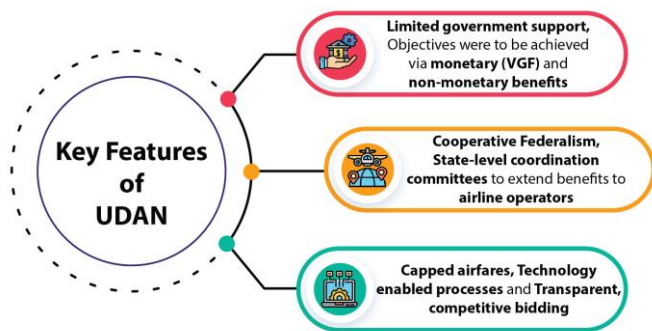 Key Features
of
UDAN
Limited government support,
Objectives were to be achieved
via monetary (VGF) and
non-monetary benefits
Cooperative Federalism,
State-level coordination
committees to extend benefits to
airline operators
Capped airfares, Technology
enabled processes and Transparent,
competitive bidding